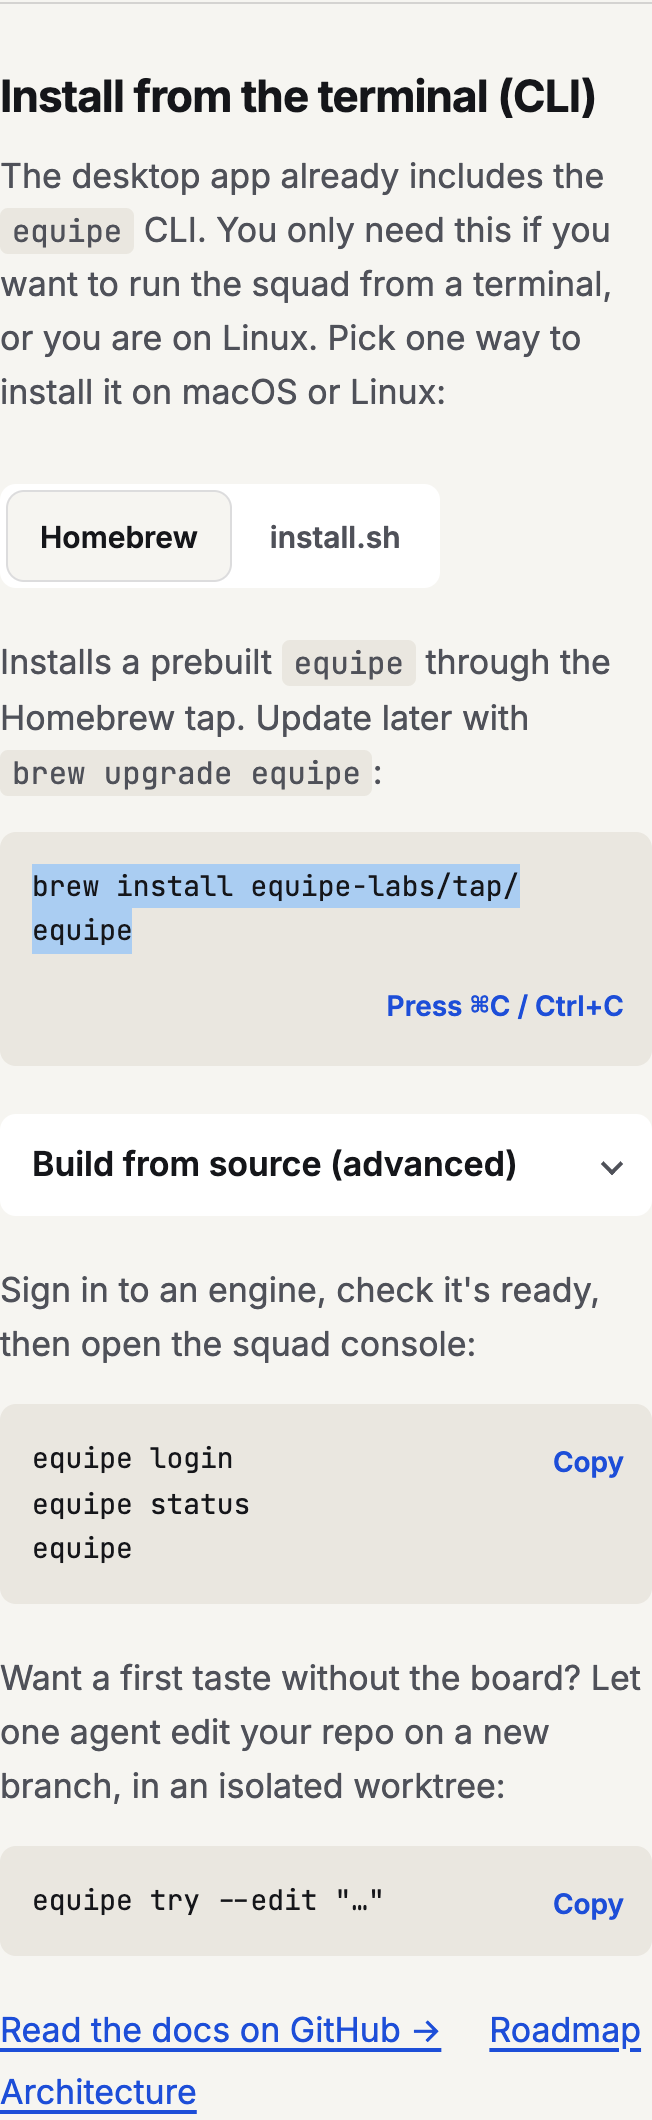 Install from the terminal (CLI)
The desktop app already includes the
equipe CLI. You only need this if you
want to run the squad from a terminal,
or you are on Linux. Pick one way to
install it on macOS or Linux:
Homebrew install.sh
Installs a prebuilt equipe through the
Homebrew tap. Update later with
brew upgrade equipe:
brew install equipe-labs/tap/
equipe
Press ⌘C / Ctrl+C
Build from source (advanced)
Sign in to an engine, check it's ready,
then open the squad console:
equipe login Copy
equipe status
equipe
Want a first taste without the board? Let
one agent edit your repo on a new
branch, in an isolated worktree:
equipe try --edit "…" Copy
Read the docs on GitHub → Roadmap
Architecture